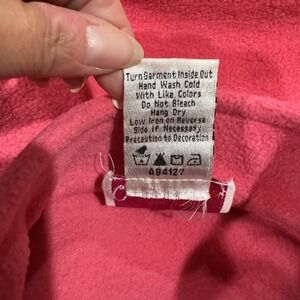 Turn Garment Inside Out
Hand Wash Cold
With Like Colors
Do Not Bleach
Hang Dry
Low Iron on Reverse
Side if Necessary
Precaution to Decoration
A84127